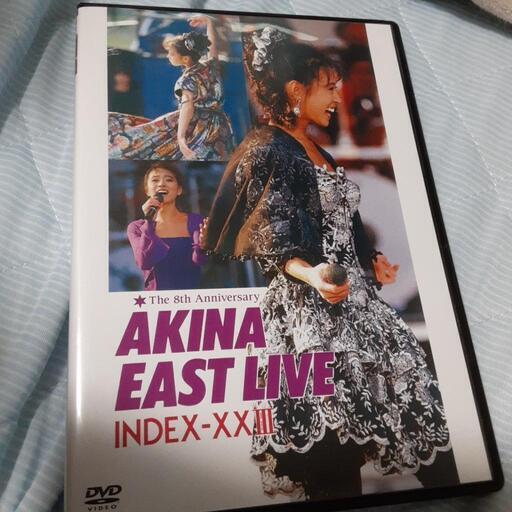 The 8th Anniversary
AKINA
EAST LIVE
INDEX-XXIII
DVD
VIDEO